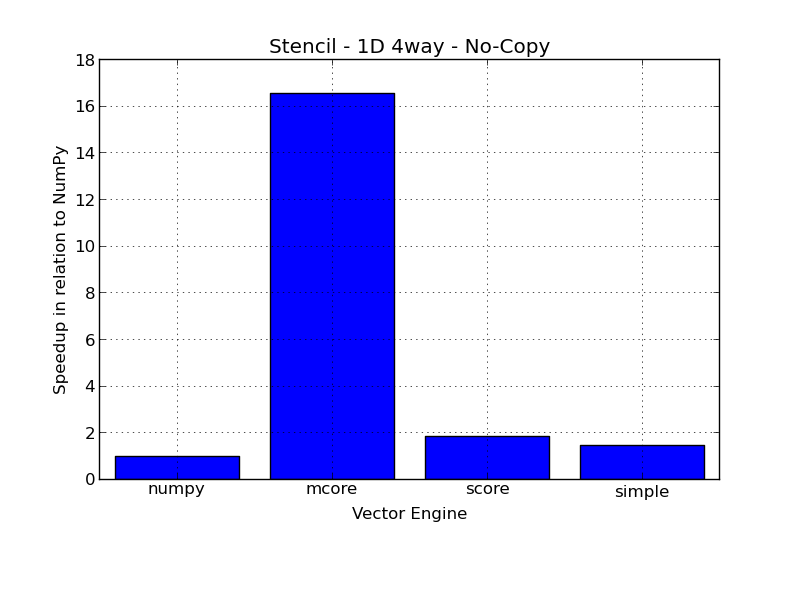 Stencil - 1D 4way - No-Copy
18
16
14
12
10
8
6
4
2
0
Speedup in relation to NumPy
numpy mcore score simple
Vector Engine